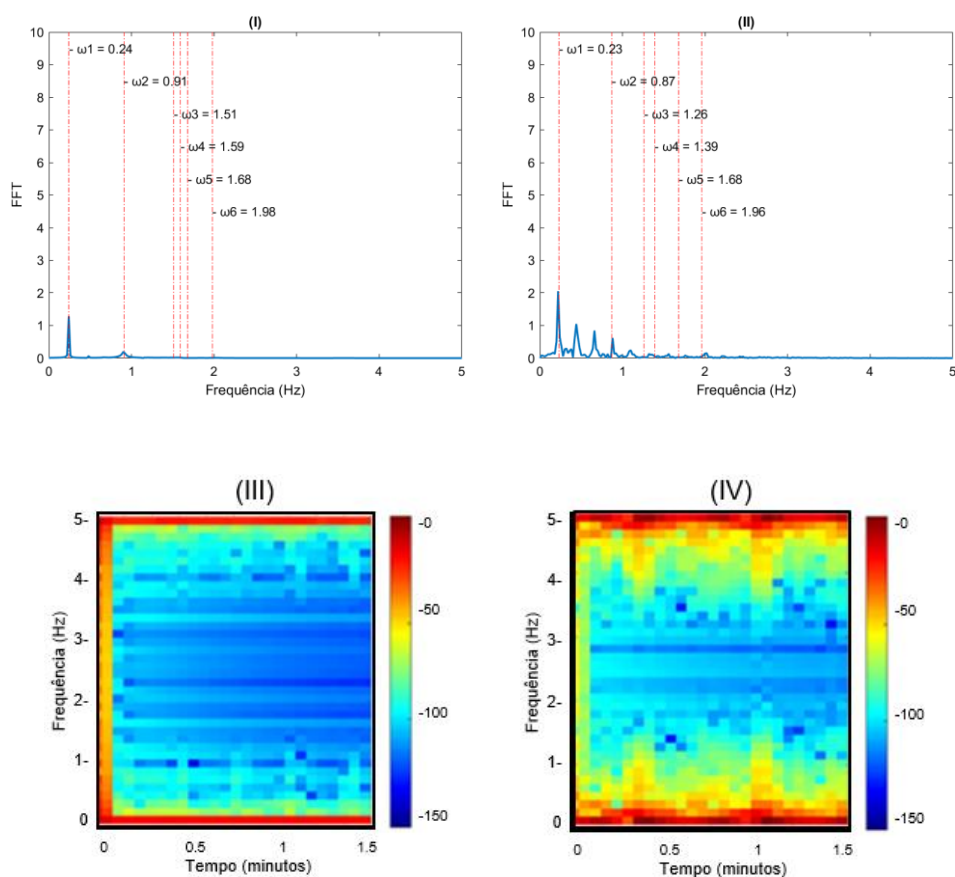 (I)
10
9
8
7
6
5
4
3
2
1
0
FFT
- ω1 = 0.24
- ω2 = 0.91
- ω3 = 1.51
- ω4 = 1.59
- ω5 = 1.68
- ω6 = 1.98
0 1 2 3 4 5
Frequência (Hz)
(II)
10
9
8
7
6
5
4
3
2
1
0
FFT
- ω1 = 0.23
- ω2 = 0.87
- ω3 = 1.26
- ω4 = 1.39
- ω5 = 1.68
- ω6 = 1.96
0 1 2 3 4 5
Frequência (Hz)
(III)
5-
4-
3-
2-
1-
0
Frequência (Hz)
0 0.5 1 1.5
Tempo (minutos)
-0
-50
-100
-150
(IV)
5-
4-
3-
2-
1-
0
Frequência (Hz)
0 0.5 1 1.5
Tempo (minutos)
-0
-50
-100
-150